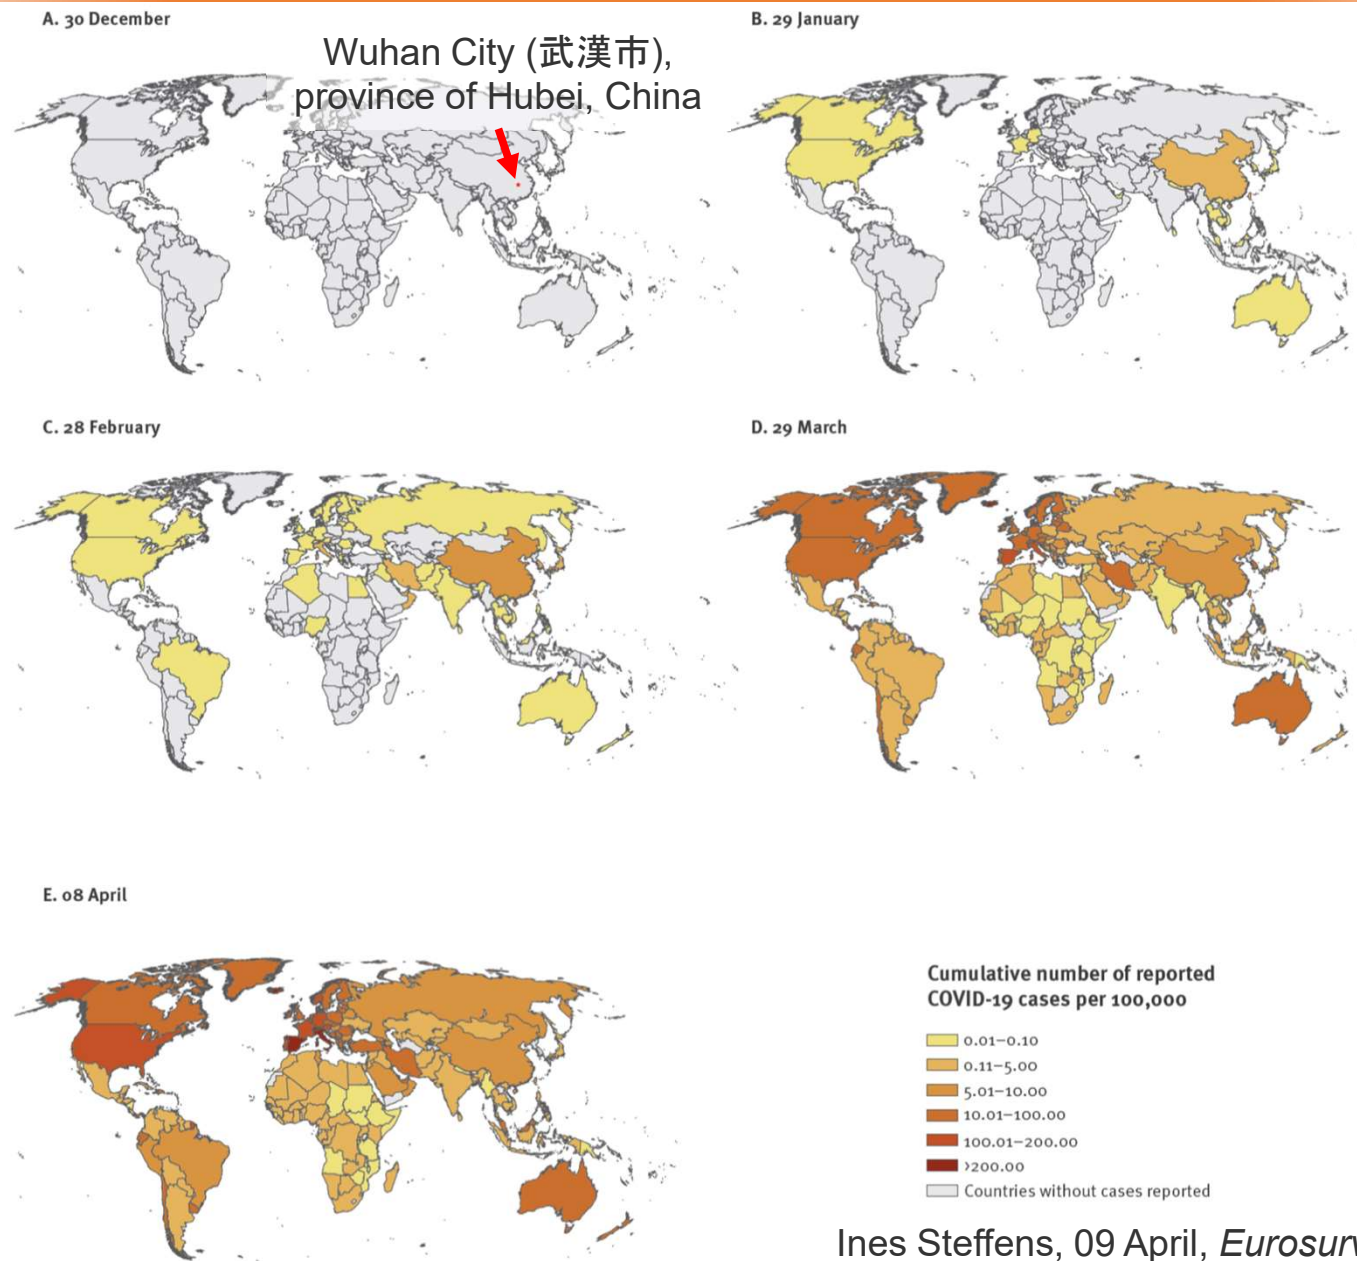 A. 30 December
Wuhan City (武漢市),
province of Hubei, China
B. 29 January
C. 28 February
D. 29 March
E. 08 April
Cumulative number of reported
COVID-19 cases per 100,000
0.01–0.10
0.11–5.00
5.01–10.00
10.01–100.00
100.01–200.00
>200.00
Countries without cases reported
Ines Steffens, 09 April, Eurosurv